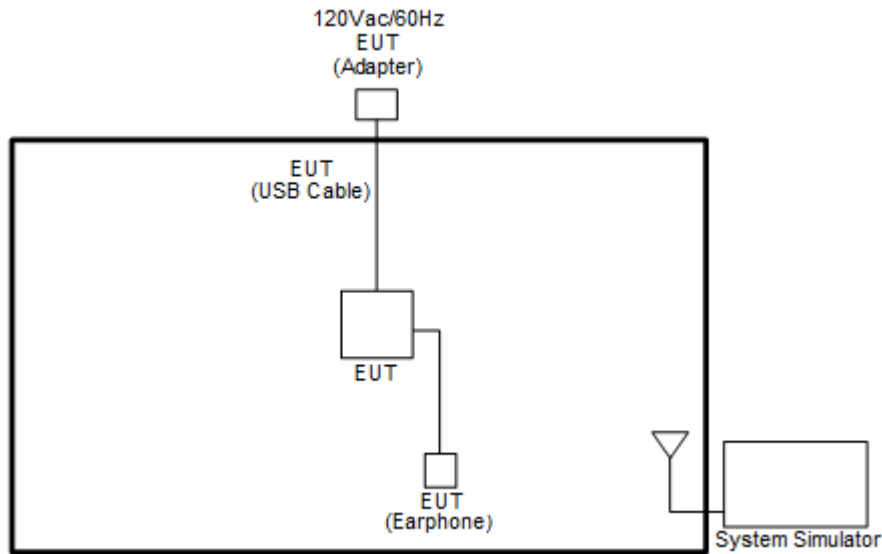 120Vac/60Hz
EUT
(Adapter)
EUT
(USB Cable)
EUT
EUT
(Earphone)
System Simulator